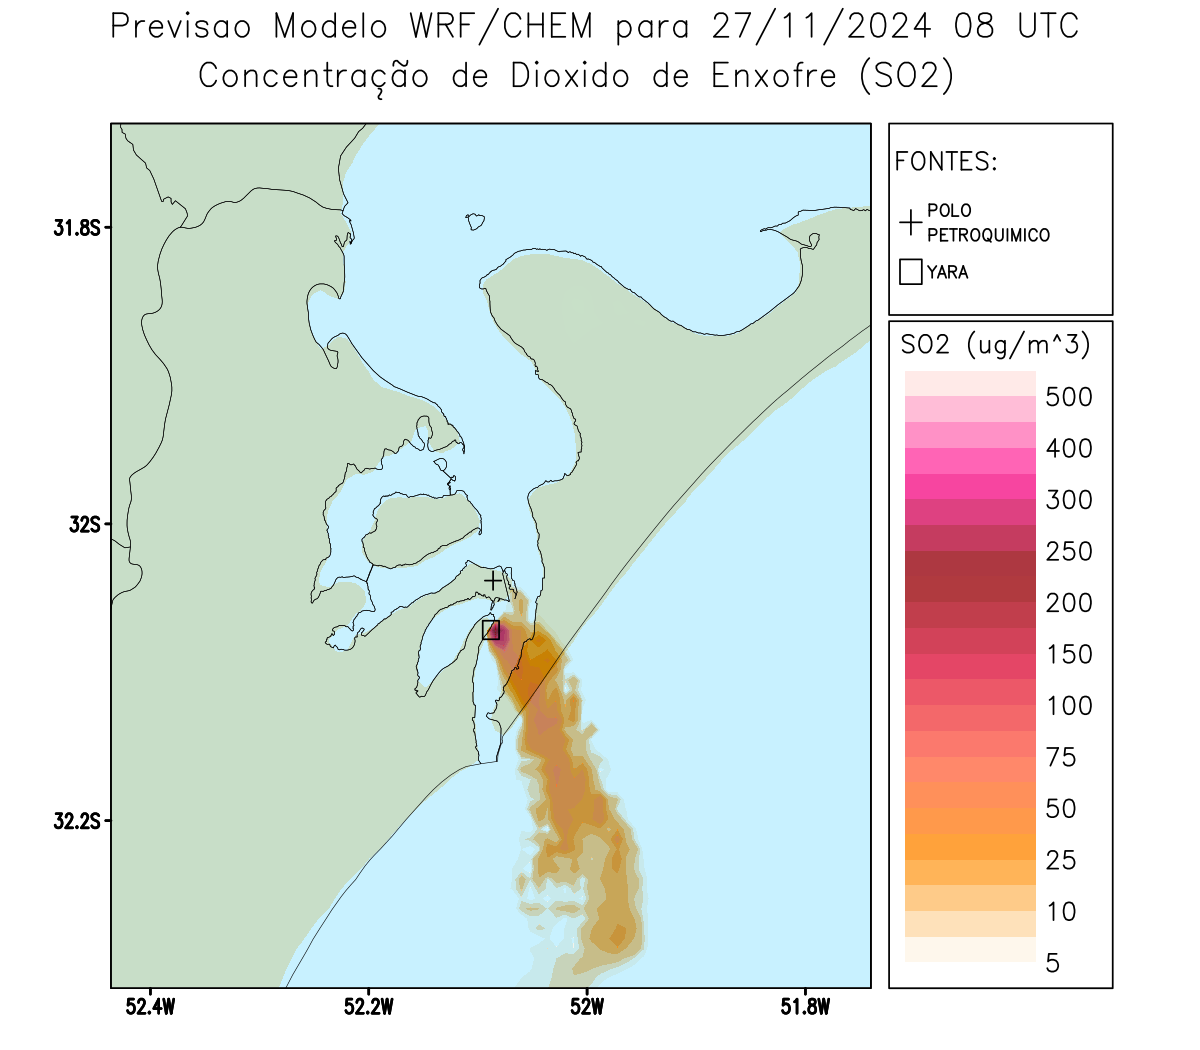 Previsao Modelo WRF/CHEM para 27/11/2024 08 UTC
Concentração de Dioxido de Enxofre (SO2)
31.8S
32S
32.2S
52.4W
52.2W
52W
51.8W
FONTES:
POLO
PETROQUIMICO
YARA
SO2 (ug/m^3)
500
400
300
250
200
150
100
75
50
25
10
5